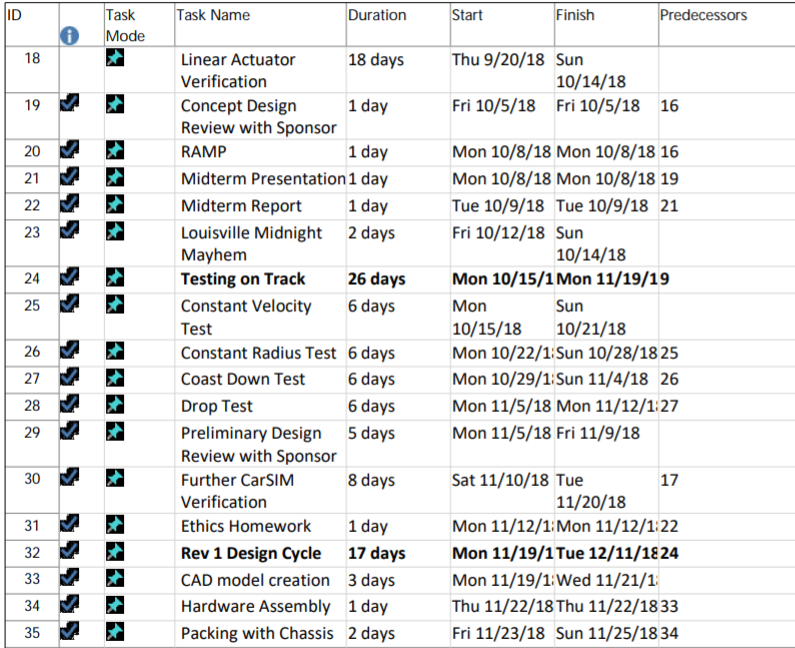 ID Task Mode Task Name Duration Start Finish Predecessors
18 Linear Actuator Verification 18 days Thu 9/20/18 Sun 10/14/18
19 Concept Design Review with Sponsor 1 day Fri 10/5/18 Fri 10/5/18 16
20 RAMP 1 day Mon 10/8/18 Mon 10/8/18 16
21 Midterm Presentation 1 day Mon 10/8/18 Mon 10/8/18 19
22 Midterm Report 1 day Tue 10/9/18 Tue 10/9/18 21
23 Louisville Midnight Mayhem 2 days Fri 10/12/18 Sun 10/14/18
24 Testing on Track 26 days Mon 10/15/1 Mon 11/19/1 9
25 Constant Velocity Test 6 days Mon 10/15/18 Sun 10/21/18
26 Constant Radius Test 6 days Mon 10/22/1 Sun 10/28/18 25
27 Coast Down Test 6 days Mon 10/29/1 Sun 11/4/18 26
28 Drop Test 6 days Mon 11/5/18 Mon 11/12/1 27
29 Preliminary Design Review with Sponsor 5 days Mon 11/5/18 Fri 11/9/18
30 Further CarSIM Verification 8 days Sat 11/10/18 Tue 11/20/18 17
31 Ethics Homework 1 day Mon 11/12/1 Mon 11/12/1 22
32 Rev 1 Design Cycle 17 days Mon 11/19/1 Tue 12/11/18 24
33 CAD model creation 3 days Mon 11/19/1 Wed 11/21/1
34 Hardware Assembly 1 day Thu 11/22/18 Thu 11/22/18 33
35 Packing with Chassis 2 days Fri 11/23/18 Sun 11/25/18 34